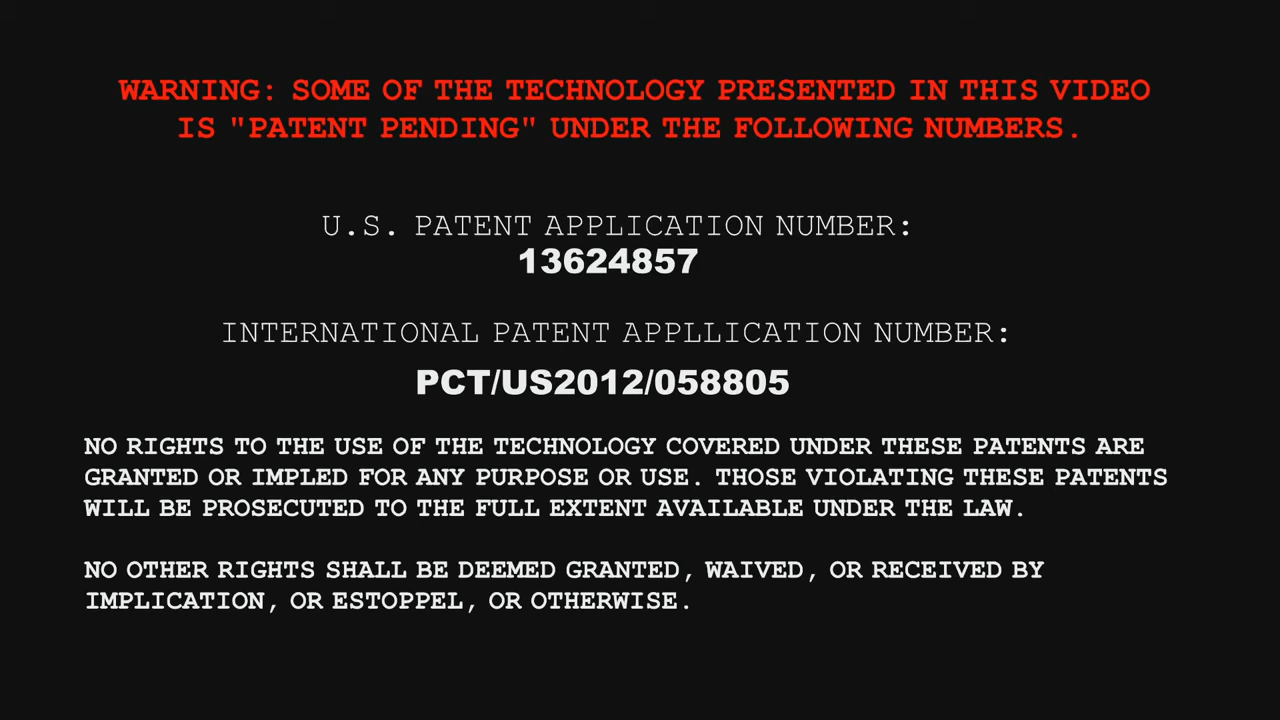 WARNING: SOME OF THE TECHNOLOGY PRESENTED IN THIS VIDEO
IS "PATENT PENDING" UNDER THE FOLLOWING NUMBERS.
U.S. PATENT APPLICATION NUMBER:
13624857
INTERNATIONAL PATENT APPLLICATION NUMBER:
PCT/US2012/058805
NO RIGHTS TO THE USE OF THE TECHNOLOGY COVERED UNDER THESE PATENTS ARE
GRANTED OR IMPLED FOR ANY PURPOSE OR USE. THOSE VIOLATING THESE PATENTS
WILL BE PROSECUTED TO THE FULL EXTENT AVAILABLE UNDER THE LAW.
NO OTHER RIGHTS SHALL BE DEEMED GRANTED, WAIVED, OR RECEIVED BY
IMPLICATION, OR ESTOPPEL, OR OTHERWISE.